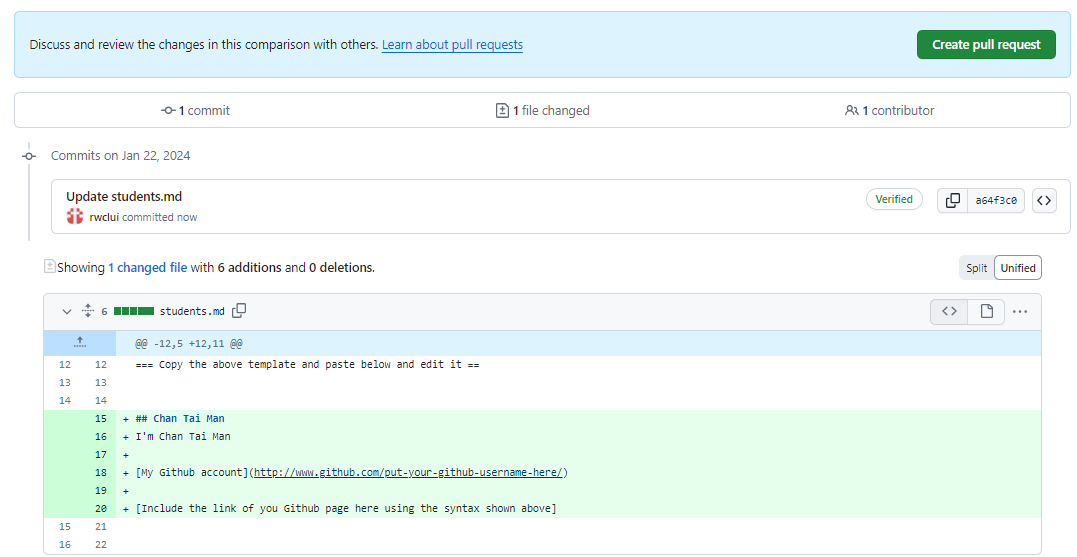 Discuss and review the changes in this comparison with others. Learn about pull requests
Create pull request
1 commit
1 file changed
1 contributor
Commits on Jan 22, 2024
Update students.md
rwclui committed now
Verified
a64f3c0
Showing 1 changed file with 6 additions and 0 deletions.
Split
Unified
6
students.md
@@ -12,5 +12,11 @@
12 12 === Copy the above template and paste below and edit it ==
13 13
14 14
15 + ## Chan Tai Man
16 + I'm Chan Tai Man
17 +
18 + [My Github account](http://www.github.com/put-your-github-username-here/)
19 +
20 + [Include the link of you Github page here using the syntax shown above]
15 21
16 22